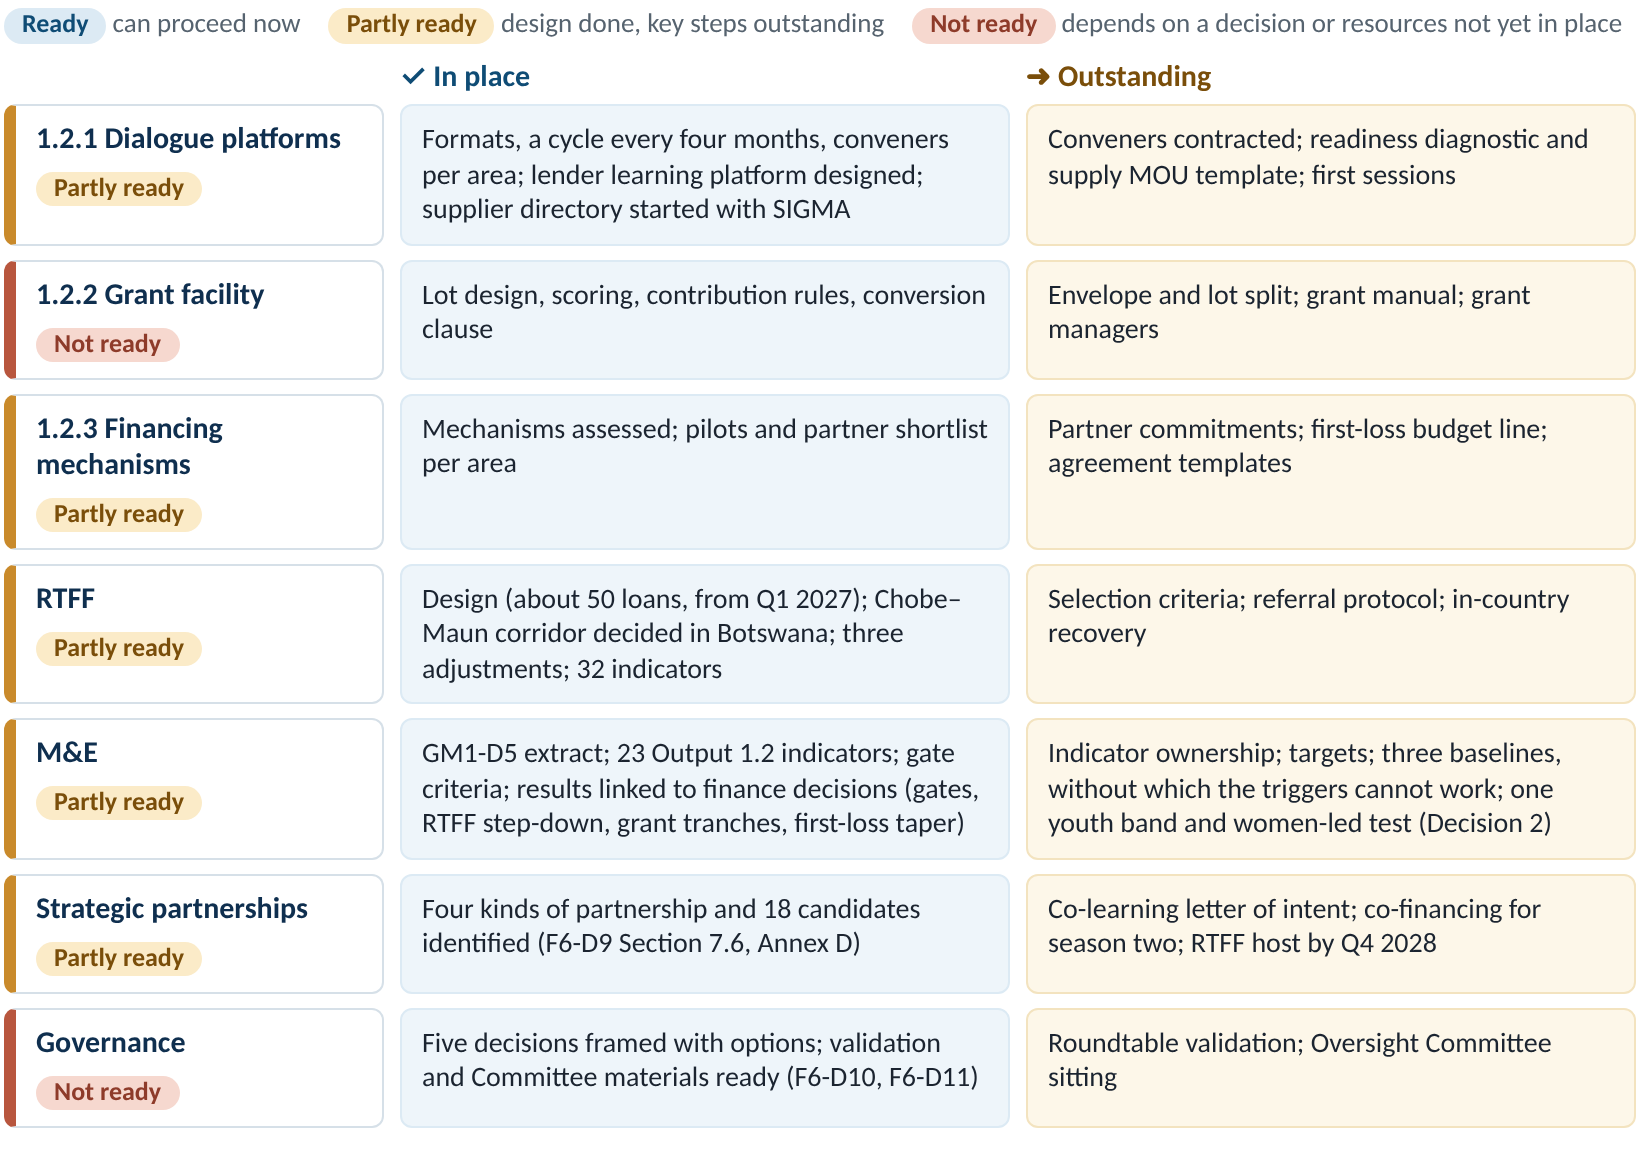 Ready can proceed now Partly ready design done, key steps outstanding Not ready depends on a decision or resources not yet in place
✓ In place
➜ Outstanding
1.2.1 Dialogue platforms
Partly ready
Formats, a cycle every four months, conveners
per area; lender learning platform designed;
supplier directory started with SIGMA
Conveners contracted; readiness diagnostic and
supply MOU template; first sessions
1.2.2 Grant facility
Not ready
Lot design, scoring, contribution rules, conversion
clause
Envelope and lot split; grant manual; grant
managers
1.2.3 Financing
mechanisms
Partly ready
Mechanisms assessed; pilots and partner shortlist
per area
Partner commitments; first-loss budget line;
agreement templates
RTFF
Partly ready
Design (about 50 loans, from Q1 2027); Chobe–
Maun corridor decided in Botswana; three
adjustments; 32 indicators
Selection criteria; referral protocol; in-country
recovery
M&E
Partly ready
GM1-D5 extract; 23 Output 1.2 indicators; gate
criteria; results linked to finance decisions (gates,
RTFF step-down, grant tranches, first-loss taper)
Indicator ownership; targets; three baselines,
without which the triggers cannot work; one
youth band and women-led test (Decision 2)
Strategic partnerships
Partly ready
Four kinds of partnership and 18 candidates
identified (F6-D9 Section 7.6, Annex D)
Co-learning letter of intent; co-financing for
season two; RTFF host by Q4 2028
Governance
Not ready
Five decisions framed with options; validation
and Committee materials ready (F6-D10, F6-D11)
Roundtable validation; Oversight Committee
sitting